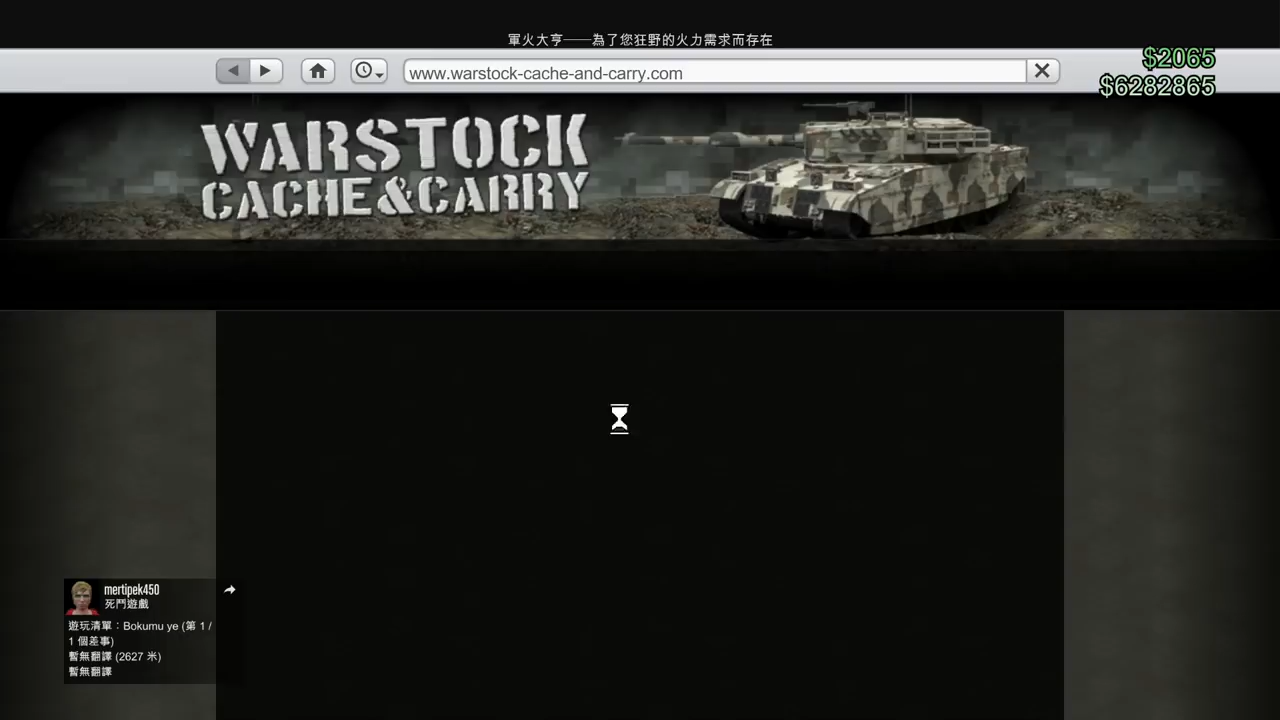 軍火大亨──為了您狂野的火力需求而存在
www.warstock-cache-and-carry.com
$2065
$6282865
WARSTOCK
CACHE&CARRY
mertipek450
死鬥遊戲
遊玩清單：Bokumu ye (第 1 /
1 個差事)
暫無翻譯 (2627 米)
暫無翻譯